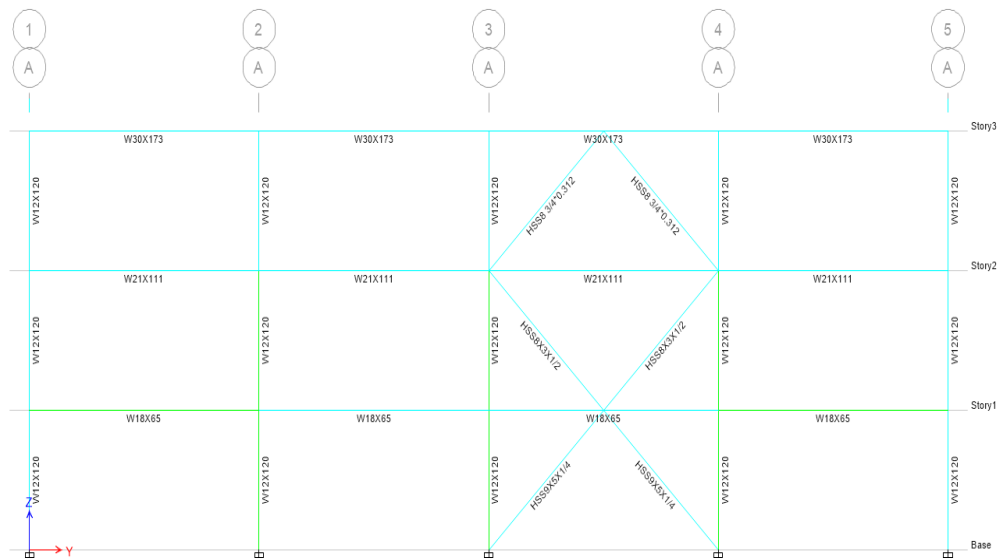 1 2 3 4 5
A A A A A
Story3
W30X173 W30X173 W30X173 W30X173
W12X120 W12X120 W12X120 W12X120 W12X120
HSS8 3/4*0.312 HSS8 3/4*0.312
Story2
W21X111 W21X111 W21X111 W21X111
W12X120 W12X120 W12X120 W12X120 W12X120
HSS8X3X1/2 HSS8X3X1/2
Story1
W18X65 W18X65 W18X65 W18X65
W12X120 W12X120 W12X120 W12X120 W12X120
HSS9X5X1/4 HSS9X5X1/4
Z
Y
Base